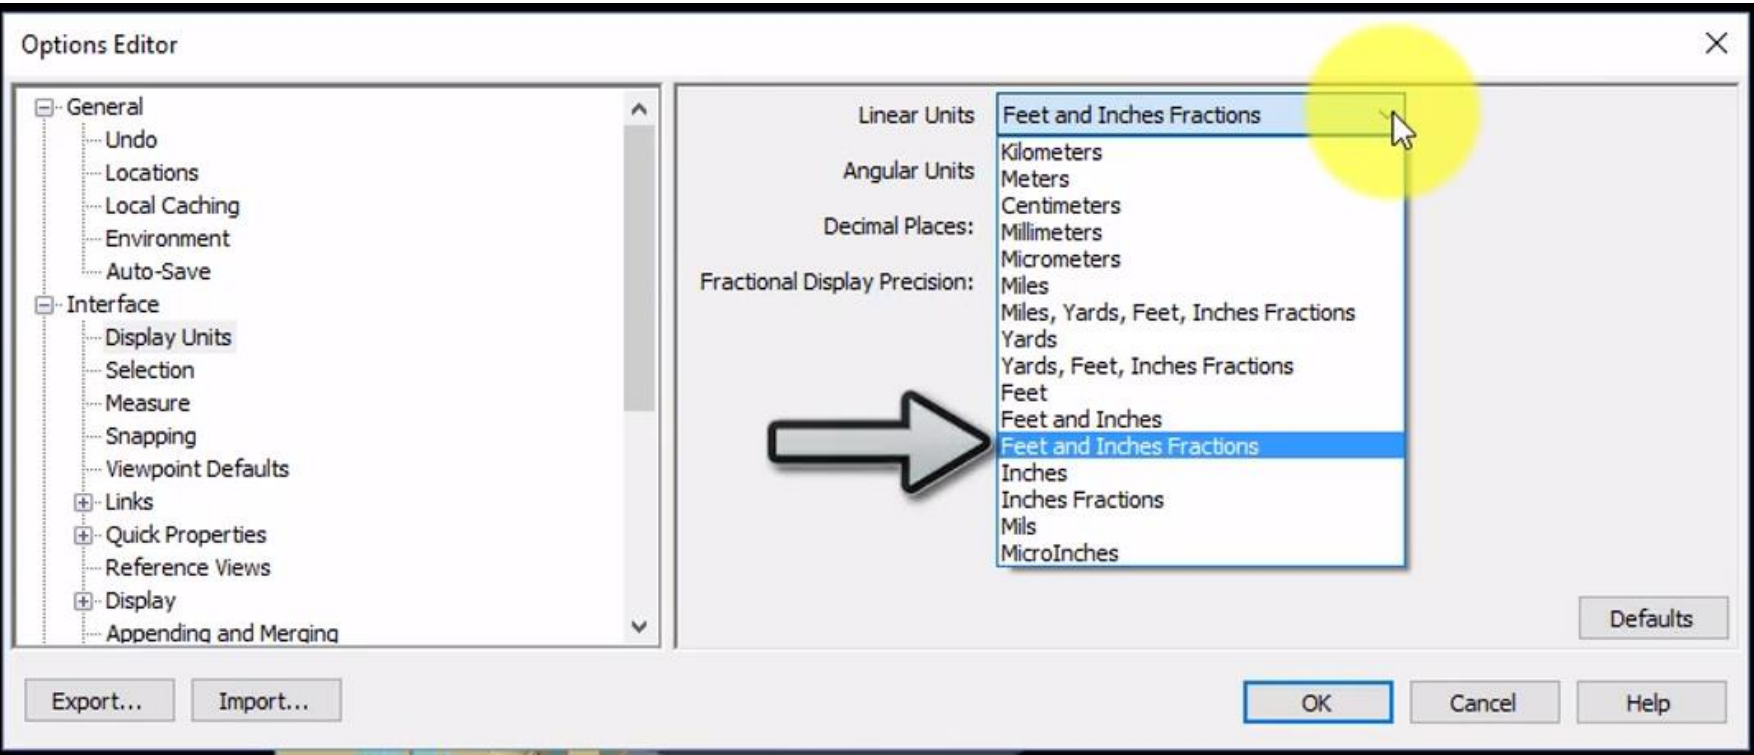 Options Editor
General
Undo
Locations
Local Caching
Environment
Auto-Save
Interface
Display Units
Selection
Measure
Snapping
Viewpoint Defaults
Links
Quick Properties
Reference Views
Display
Appending and Merging
Linear Units
Feet and Inches Fractions
Angular Units
Decimal Places:
Fractional Display Precision:
Kilometers
Meters
Centimeters
Millimeters
Micrometers
Miles
Miles, Yards, Feet, Inches Fractions
Yards
Yards, Feet, Inches Fractions
Feet
Feet and Inches
Feet and Inches Fractions
Inches
Inches Fractions
Mils
MicroInches
Defaults
Export...
Import...
OK
Cancel
Help